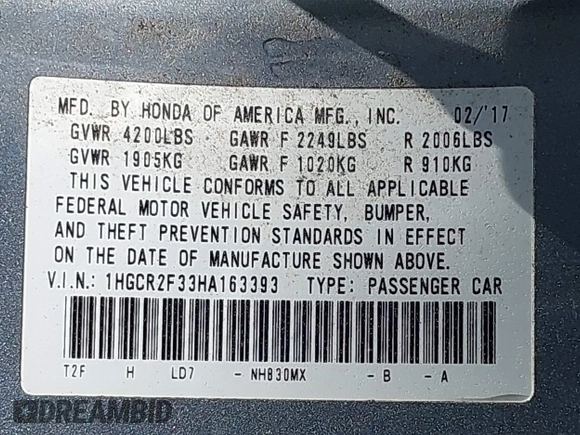 MFD. BY HONDA OF AMERICA MFG., INC. 02/'17
GVWR 4200LBS GAWR F 2249LBS R 2006LBS
GVWR 1905KG GAWR F 1020KG R 910KG
THIS VEHICLE CONFORMS TO ALL APPLICABLE
FEDERAL MOTOR VEHICLE SAFETY, BUMPER,
AND THEFT PREVENTION STANDARDS IN EFFECT
ON THE DATE OF MANUFACTURE SHOWN ABOVE.
V.I.N.: 1HGCR2F33HA163393 TYPE: PASSENGER CAR
T2F H LD7 - NH830MX - B - A
DREAMBID